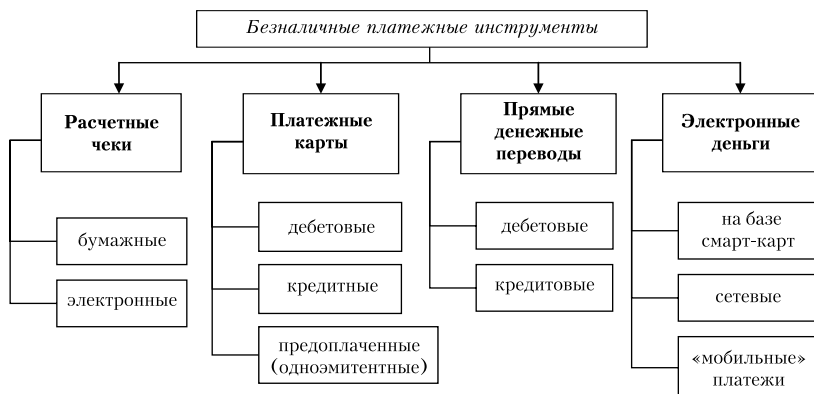 Безналичные платежные инструменты
Расчетные
чеки
Платежные
карты
Прямые
денежные
переводы
Электронные
деньги
бумажные
электронные
дебетовые
кредитные
предоплаченные
(одноэмитентные)
дебетовые
кредитовые
на базе
смарт-карт
сетевые
«мобильные»
платежи